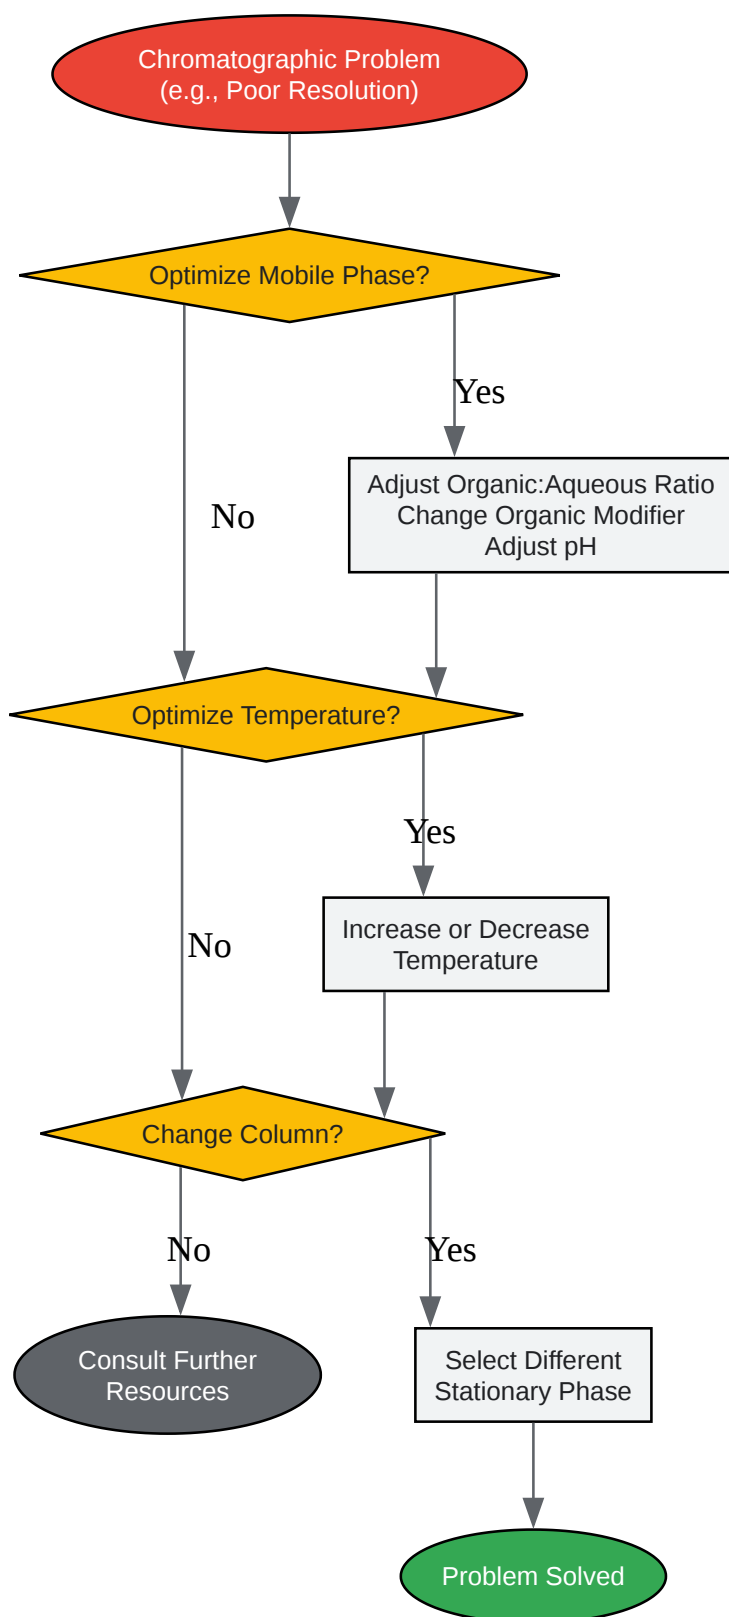 Chromatographic Problem
(e.g., Poor Resolution)
Optimize Mobile Phase?
Yes
Adjust Organic:Aqueous Ratio
Change Organic Modifier
Adjust pH
No
Optimize Temperature?
Yes
Increase or Decrease
Temperature
No
Change Column?
No
Yes
Consult Further
Resources
Select Different
Stationary Phase
Problem Solved